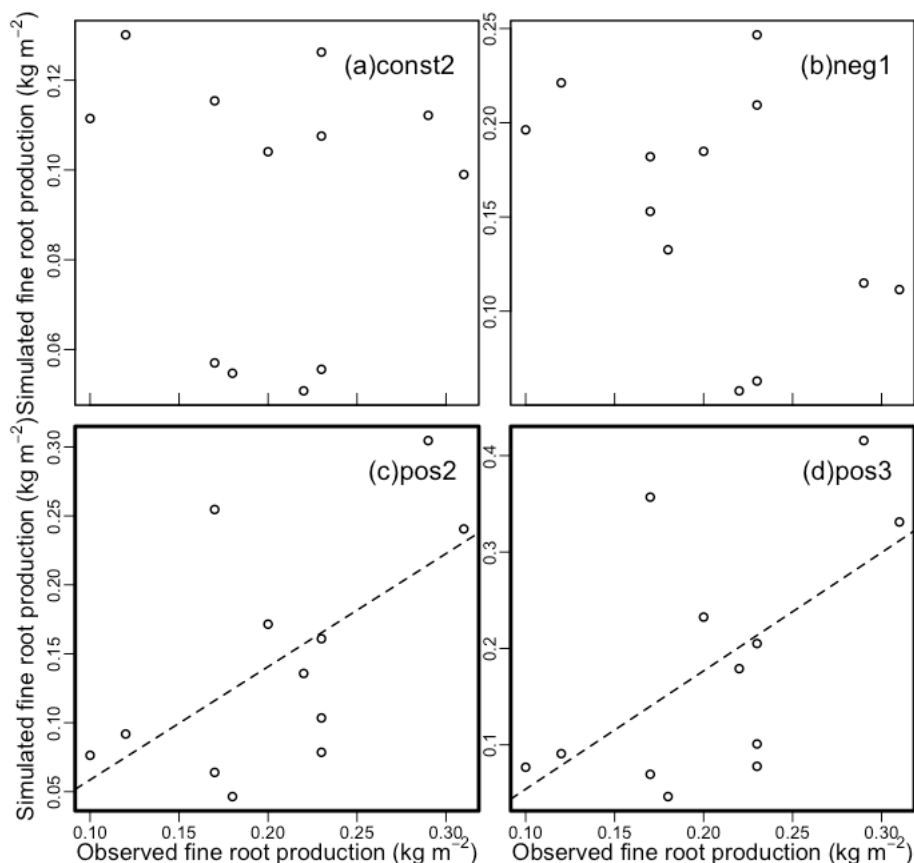 Simulated fine root production (kg m⁻²)
0.06 0.08 0.10 0.12
(a)const2
0.10 0.15 0.20 0.25
(b)neg1
Simulated fine root production (kg m⁻²)
0.05 0.10 0.15 0.20 0.25 0.30
(c)pos2
0.1 0.2 0.3 0.4
(d)pos3
0.10 0.15 0.20 0.25 0.30
0.10 0.15 0.20 0.25 0.30
Observed fine root production (kg m⁻²)
Observed fine root production (kg m⁻²)